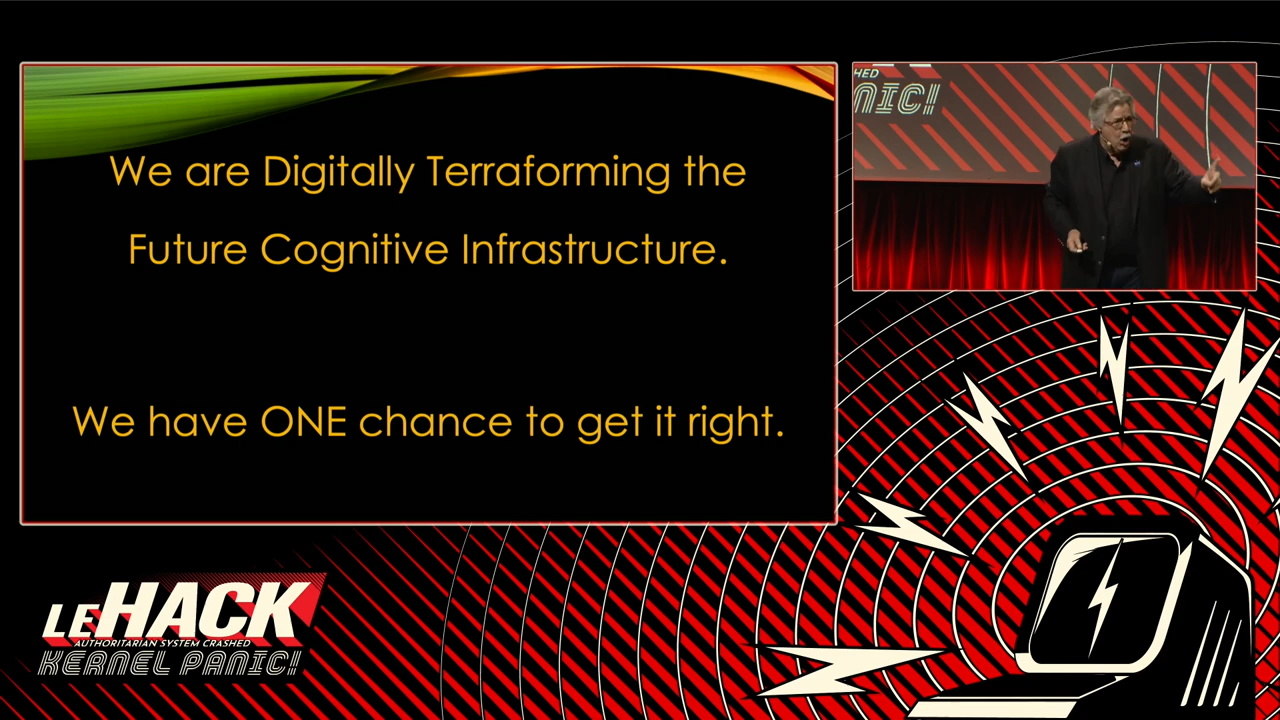 We are Digitally Terraforming the
Future Cognitive Infrastructure.
We have ONE chance to get it right.
HED
NIC!
LEHACK
AUTHORITARIAN SYSTEM CRASHED
KERNEL PANIC!